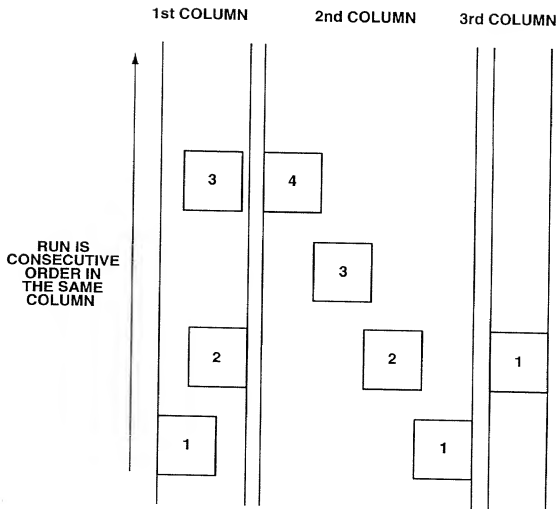 1st COLUMN
2nd COLUMN
3rd COLUMN
3
4
RUN IS
CONSECUTIVE
ORDER IN
THE SAME
COLUMN
3
2
2
1
1
1